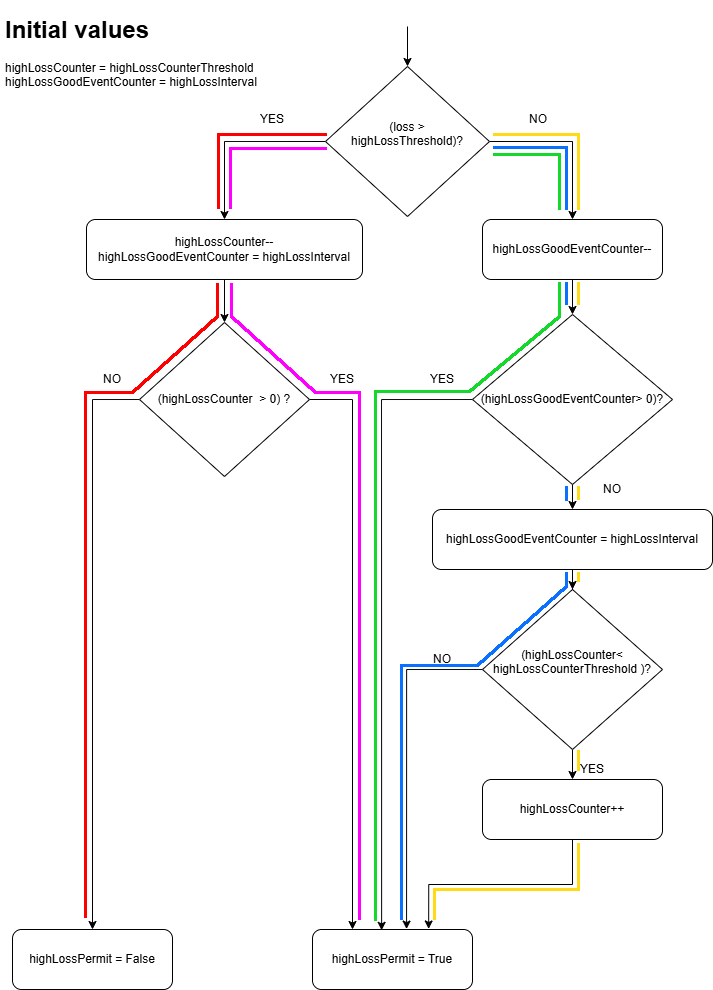 Initial values
highLossCounter = highLossCounterThreshold
highLossGoodEventCounter = highLossInterval
YES
NO
(loss >
highLossThreshold)?
highLossCounter--
highLossGoodEventCounter = highLossInterval
highLossGoodEventCounter--
NO
YES
YES
(highLossCounter  > 0) ?
(highLossGoodEventCounter> 0)?
NO
highLossGoodEventCounter = highLossInterval
NO
(highLossCounter<
highLossCounterThreshold )?
YES
highLossCounter++
highLossPermit = False
highLossPermit = True